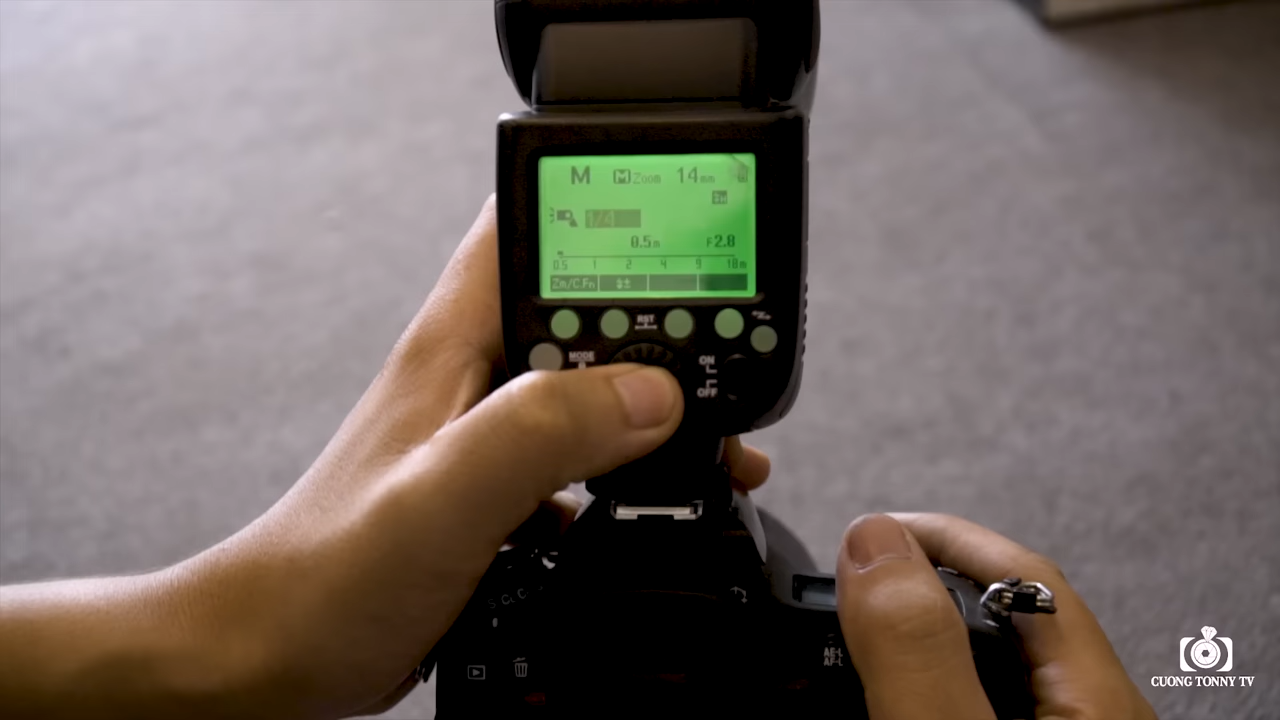 M M Zoom 14mm
1/4
0.5m F2.8
0.5 1 2 4 9 18m
Zm/C.Fn
RST
MODE
ON
OFF
AE-L
AF-L
CUONG TONNY TV